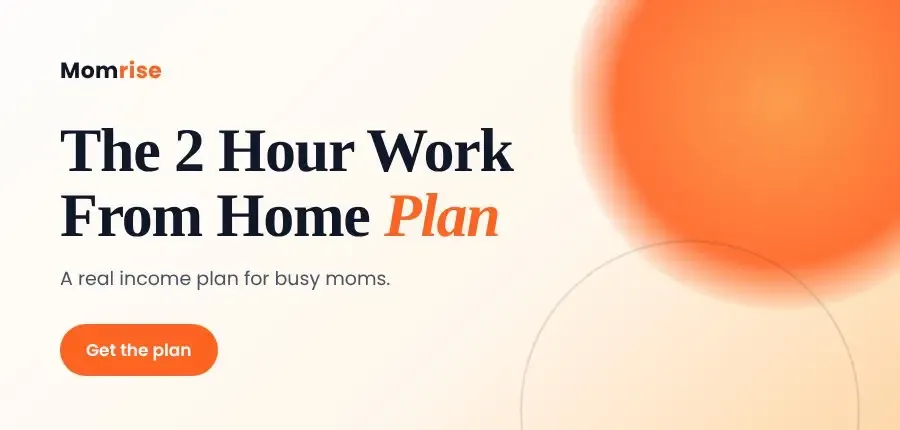 Momrise
The 2 Hour Work
From Home Plan
A real income plan for busy moms.
Get the plan